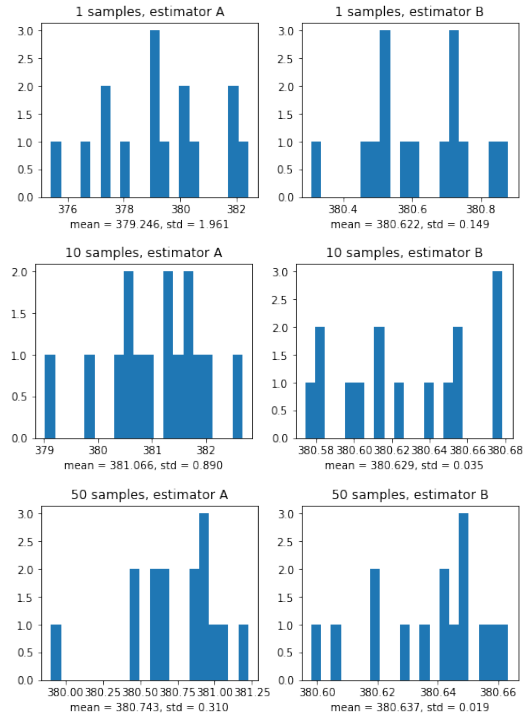 1 samples, estimator A
3.0
2.5
2.0
1.5
1.0
0.5
0.0
376 378 380 382
mean = 379.246, std = 1.961
1 samples, estimator B
3.0
2.5
2.0
1.5
1.0
0.5
0.0
380.4 380.6 380.8
mean = 380.622, std = 0.149
10 samples, estimator A
2.0
1.5
1.0
0.5
0.0
379 380 381 382
mean = 381.066, std = 0.890
10 samples, estimator B
3.0
2.5
2.0
1.5
1.0
0.5
0.0
380.58 380.60 380.62 380.64 380.66 380.68
mean = 380.629, std = 0.035
50 samples, estimator A
3.0
2.5
2.0
1.5
1.0
0.5
0.0
380.00 380.25 380.50 380.75 381.00 381.25
mean = 380.743, std = 0.310
50 samples, estimator B
3.0
2.5
2.0
1.5
1.0
0.5
0.0
380.60 380.62 380.64 380.66
mean = 380.637, std = 0.019